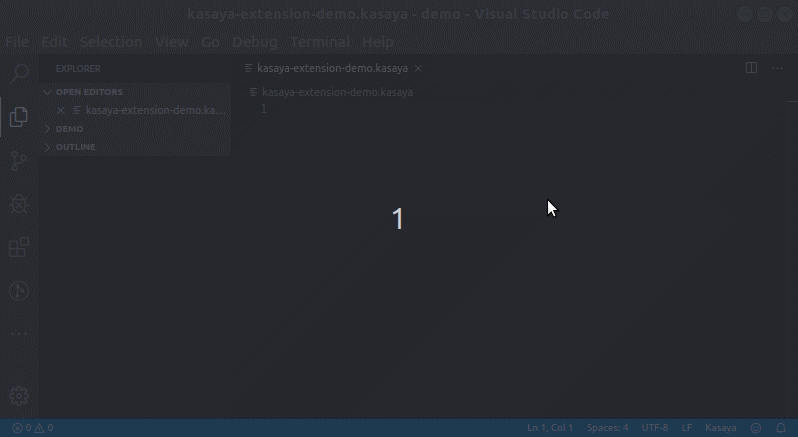 kasaya-extension-demo.kasaya - demo - Visual Studio Code
File Edit Selection View Go Debug Terminal Help
EXPLORER
OPEN EDITORS
kasaya-extension-demo.ka...
DEMO
OUTLINE
kasaya-extension-demo.kasaya
kasaya-extension-demo.kasaya
1
1
0 0
Ln 1, Col 1 Spaces: 4 UTF-8 LF Kasaya